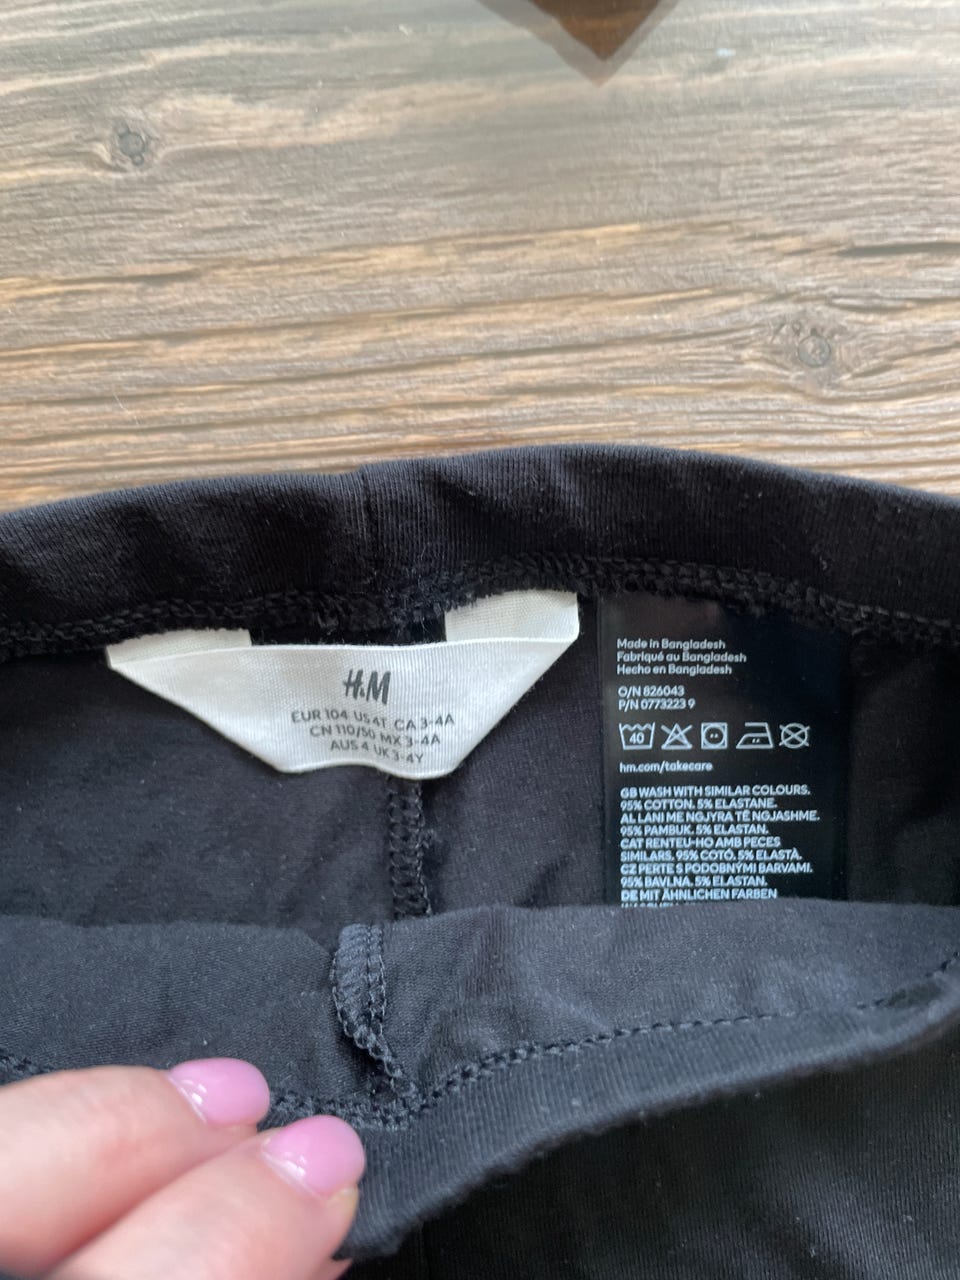 H&M
EUR 104 US 4T CA 3-4A
CN 110/50 MX 3-4A
AUS 4 UK 3-4Y
Made in Bangladesh
Fabriqué au Bangladesh
Hecho en Bangladesh
O/N 826043
P/N 0773223 9
40
hm.com/takecare
GB WASH WITH SIMILAR COLOURS.
95% COTTON. 5% ELASTANE.
AL LANI ME NGJYRA TË NGJASHME.
95% PAMBUK. 5% ELASTAN.
CAT RENTEU-HO AMB PECES
SIMILARS. 95% COTÓ. 5% ELASTÀ.
CZ PERTE S PODOBNÝMI BARVAMI.
95% BAVLNA. 5% ELASTAN.
DE MIT ÄHNLICHEN FARBEN